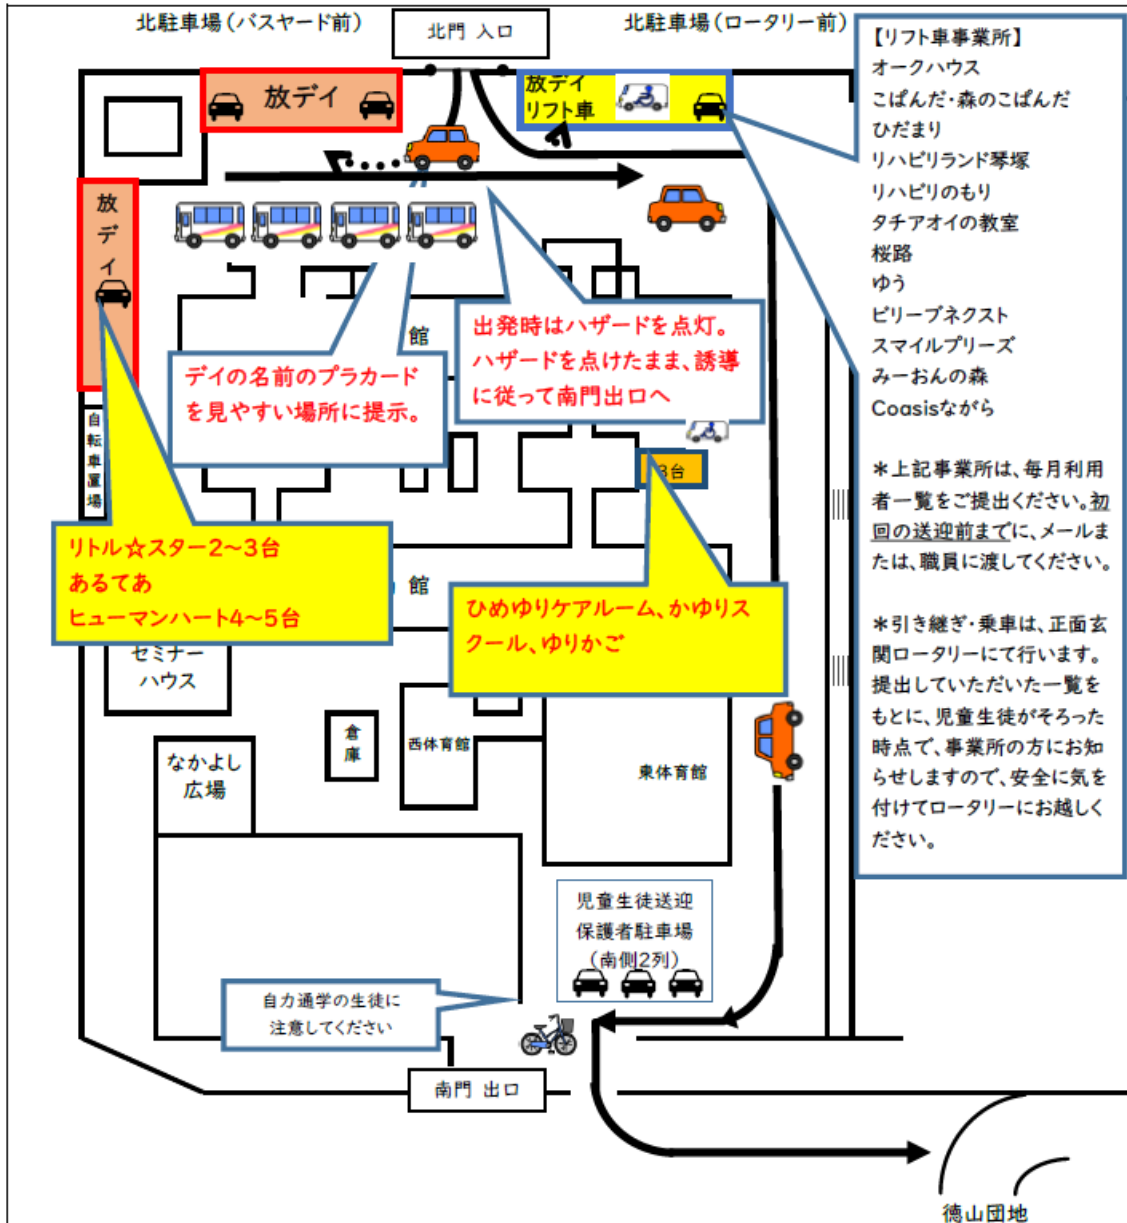 北駐車場(バスヤード前)
北門 入口
北駐車場(ロータリー前)
放デイ
放デイ
リフト車
放デイ
【リフト車事業所】
オークハウス
こぱんだ・森のこぱんだ
ひだまり
リハビリランド琴塚
リハビリのもり
タチアオイの教室
桜路
ゆう
ビリーブネクスト
スマイルプリーズ
みーおんの森
Coasisながら
＊上記事業所は、毎月利用
者一覧をご提出ください。初
回の送迎前までに、メールま
たは、職員に渡してください。
＊引き継ぎ・乗車は、正面玄
関ロータリーにて行います。
提出していただいた一覧を
もとに、児童生徒がそろった
時点で、事業所の方にお知
らせしますので、安全に気を
付けてロータリーにお越しく
ださい。
館
出発時はハザードを点灯。
ハザードを点けたまま、誘導
に従って南門出口へ
デイの名前のプラカード
を見やすい場所に提示。
自転車置場
3台
リトル☆スター2～3台
あるてあ
ヒューマンハート4～5台
館
ひめゆりケアルーム、かゆりス
クール、ゆりかご
セミナー
ハウス
倉庫
西体育館
なかよし
広場
東体育館
児童生徒送迎
保護者駐車場
(南側2列)
自力通学の生徒に
注意してください
南門 出口
徳山団地